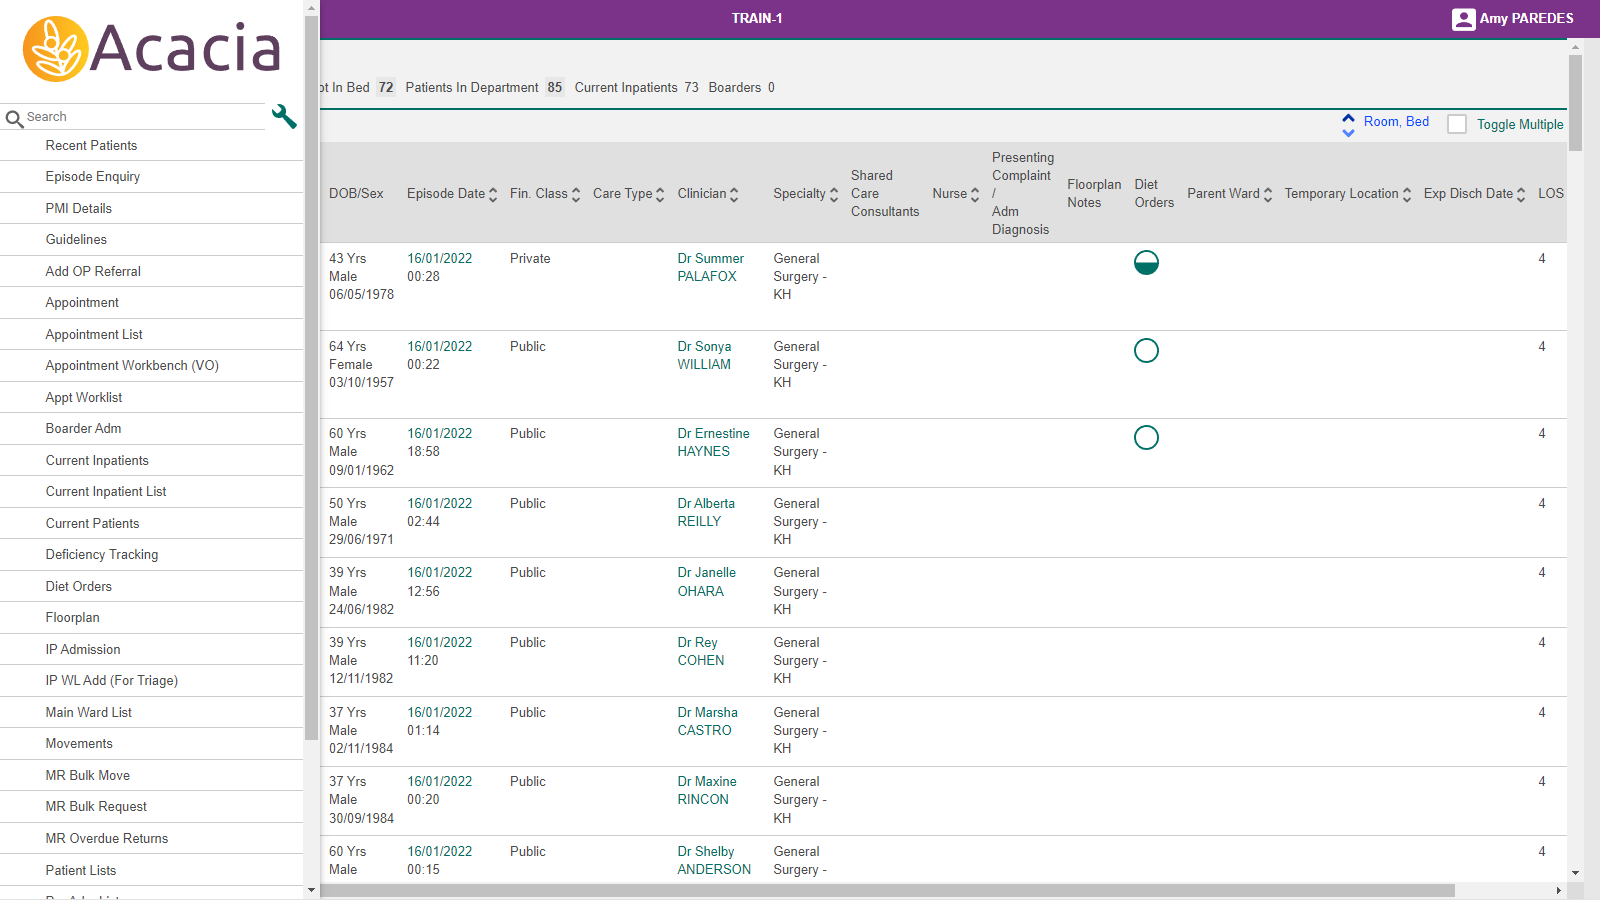 TRAIN-1
Amy PAREDES
Acacia
Search
Recent Patients
Episode Enquiry
PMI Details
Guidelines
Add OP Referral
Appointment
Appointment List
Appointment Workbench (VO)
Appt Worklist
Boarder Adm
Current Inpatients
Current Inpatient List
Current Patients
Deficiency Tracking
Diet Orders
Floorplan
IP Admission
IP WL Add (For Triage)
Main Ward List
Movements
MR Bulk Move
MR Bulk Request
MR Overdue Returns
Patient Lists
In Bed 72 Patients In Department 85 Current Inpatients 73 Boarders 0
Room, Bed Toggle Multiple
DOB/Sex
Episode Date
Fin. Class
Care Type
Clinician
Specialty
Shared
Care
Consultants
Nurse
Presenting
Complaint
/
Adm
Diagnosis
Floorplan
Notes
Diet
Orders
Parent Ward
Temporary Location
Exp Disch Date
LOS
43 Yrs 16/01/2022 Private Dr Summer General 4
Male 00:28 PALAFOX Surgery -
06/05/1978 KH
64 Yrs 16/01/2022 Public Dr Sonya General 4
Female 00:22 WILLIAM Surgery -
03/10/1957 KH
60 Yrs 16/01/2022 Public Dr Ernestine General 4
Male 18:58 HAYNES Surgery -
09/01/1962 KH
50 Yrs 16/01/2022 Public Dr Alberta General 4
Male 02:44 REILLY Surgery -
29/06/1971 KH
39 Yrs 16/01/2022 Public Dr Janelle General 4
Male 12:56 OHARA Surgery -
24/06/1982 KH
39 Yrs 16/01/2022 Public Dr Rey General 4
Male 11:20 COHEN Surgery -
12/11/1982 KH
37 Yrs 16/01/2022 Public Dr Marsha General 4
Male 01:14 CASTRO Surgery -
02/11/1984 KH
37 Yrs 16/01/2022 Public Dr Maxine General 4
Male 00:20 RINCON Surgery -
30/09/1984 KH
60 Yrs 16/01/2022 Public Dr Shelby General 4
Male 00:15 ANDERSON Surgery -